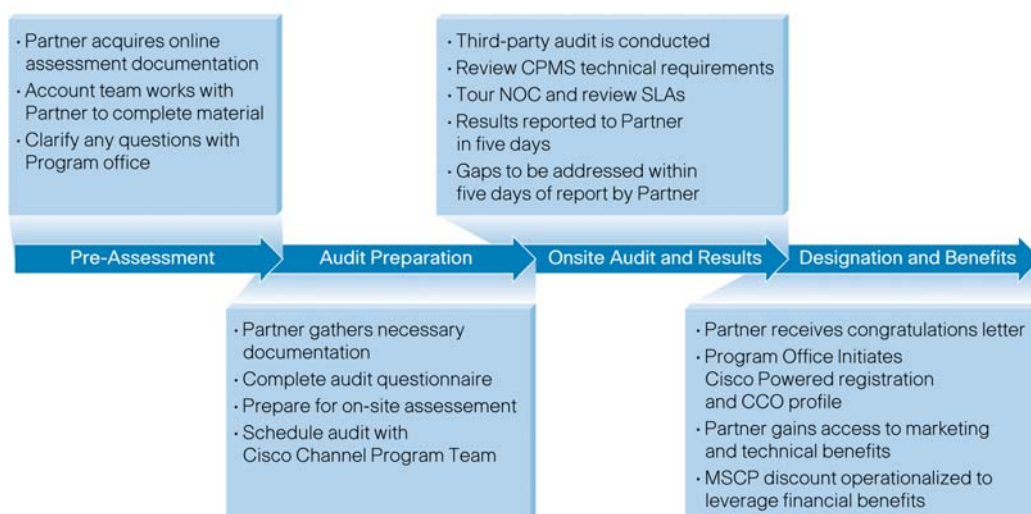 · Partner acquires online
assessment documentation
· Account team works with
Partner to complete material
· Clarify any questions with
Program office
· Third-party audit is conducted
· Review CPMS technical requirements
· Tour NOC and review SLAs
· Results reported to Partner
in five days
· Gaps to be addressed within
five days of report by Partner
Pre-Assessment
Audit Preparation
Onsite Audit and Results
Designation and Benefits
· Partner gathers necessary
documentation
· Complete audit questionnaire
· Prepare for on-site assessement
· Schedule audit with
Cisco Channel Program Team
· Partner receives congratulations letter
· Program Office Initiates
Cisco Powered registration
and CCO profile
· Partner gains access to marketing
and technical benefits
· MSCP discount operationalized to
leverage financial benefits